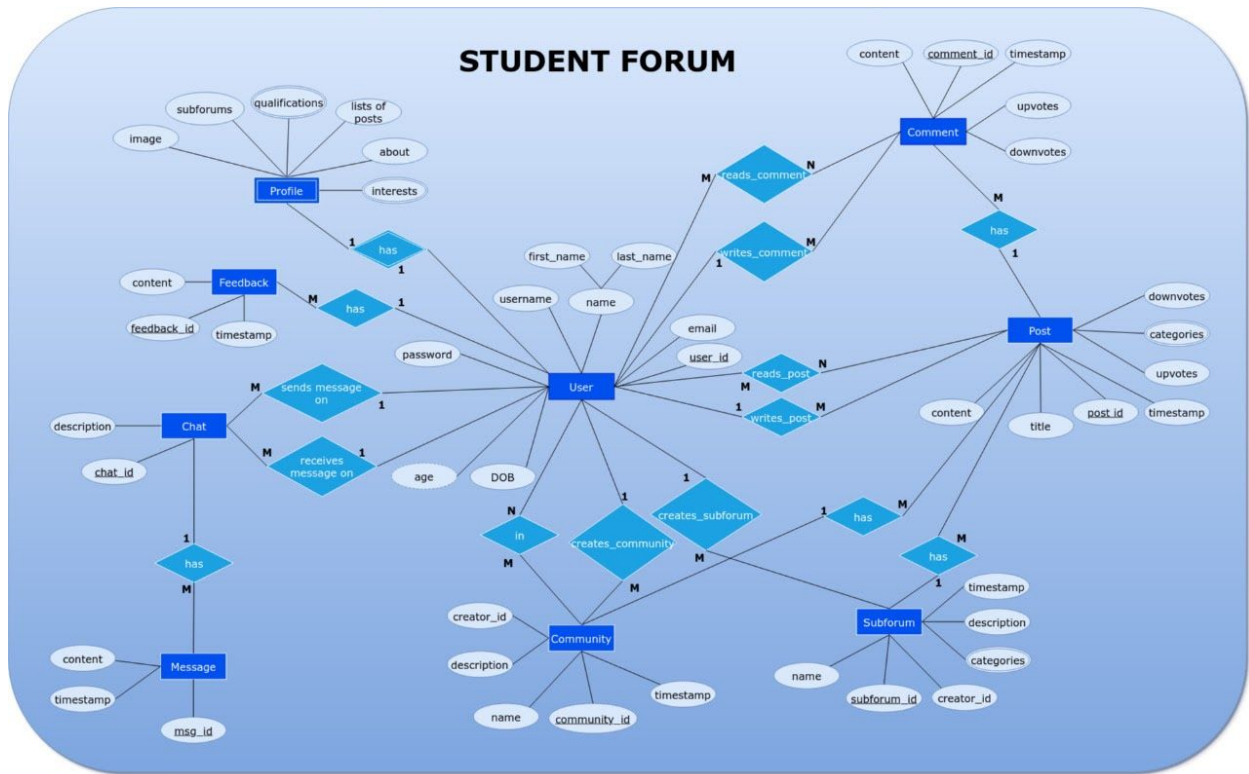 STUDENT FORUM
content
comment_id
timestamp
upvotes
downvotes
Comment
subforums
qualifications
lists of
posts
image
about
interests
Profile
has
1
1
reads_comment
M
N
writes_comment
1
M
has
M
1
content
Feedback
feedback_id
timestamp
has
M
1
first_name
last_name
username
name
email
user_id
password
User
age
DOB
downvotes
categories
upvotes
timestamp
post_id
title
content
Post
reads_post
M
N
writes_post
1
M
sends message
on
M
1
receives
message on
M
1
description
Chat
chat_id
has
1
M
content
Message
timestamp
msg_id
in
N
M
creates_community
1
M
creates_subforum
1
M
has
1
M
has
M
1
creator_id
description
Community
name
community_id
timestamp
timestamp
description
categories
Subforum
name
subforum_id
creator_id